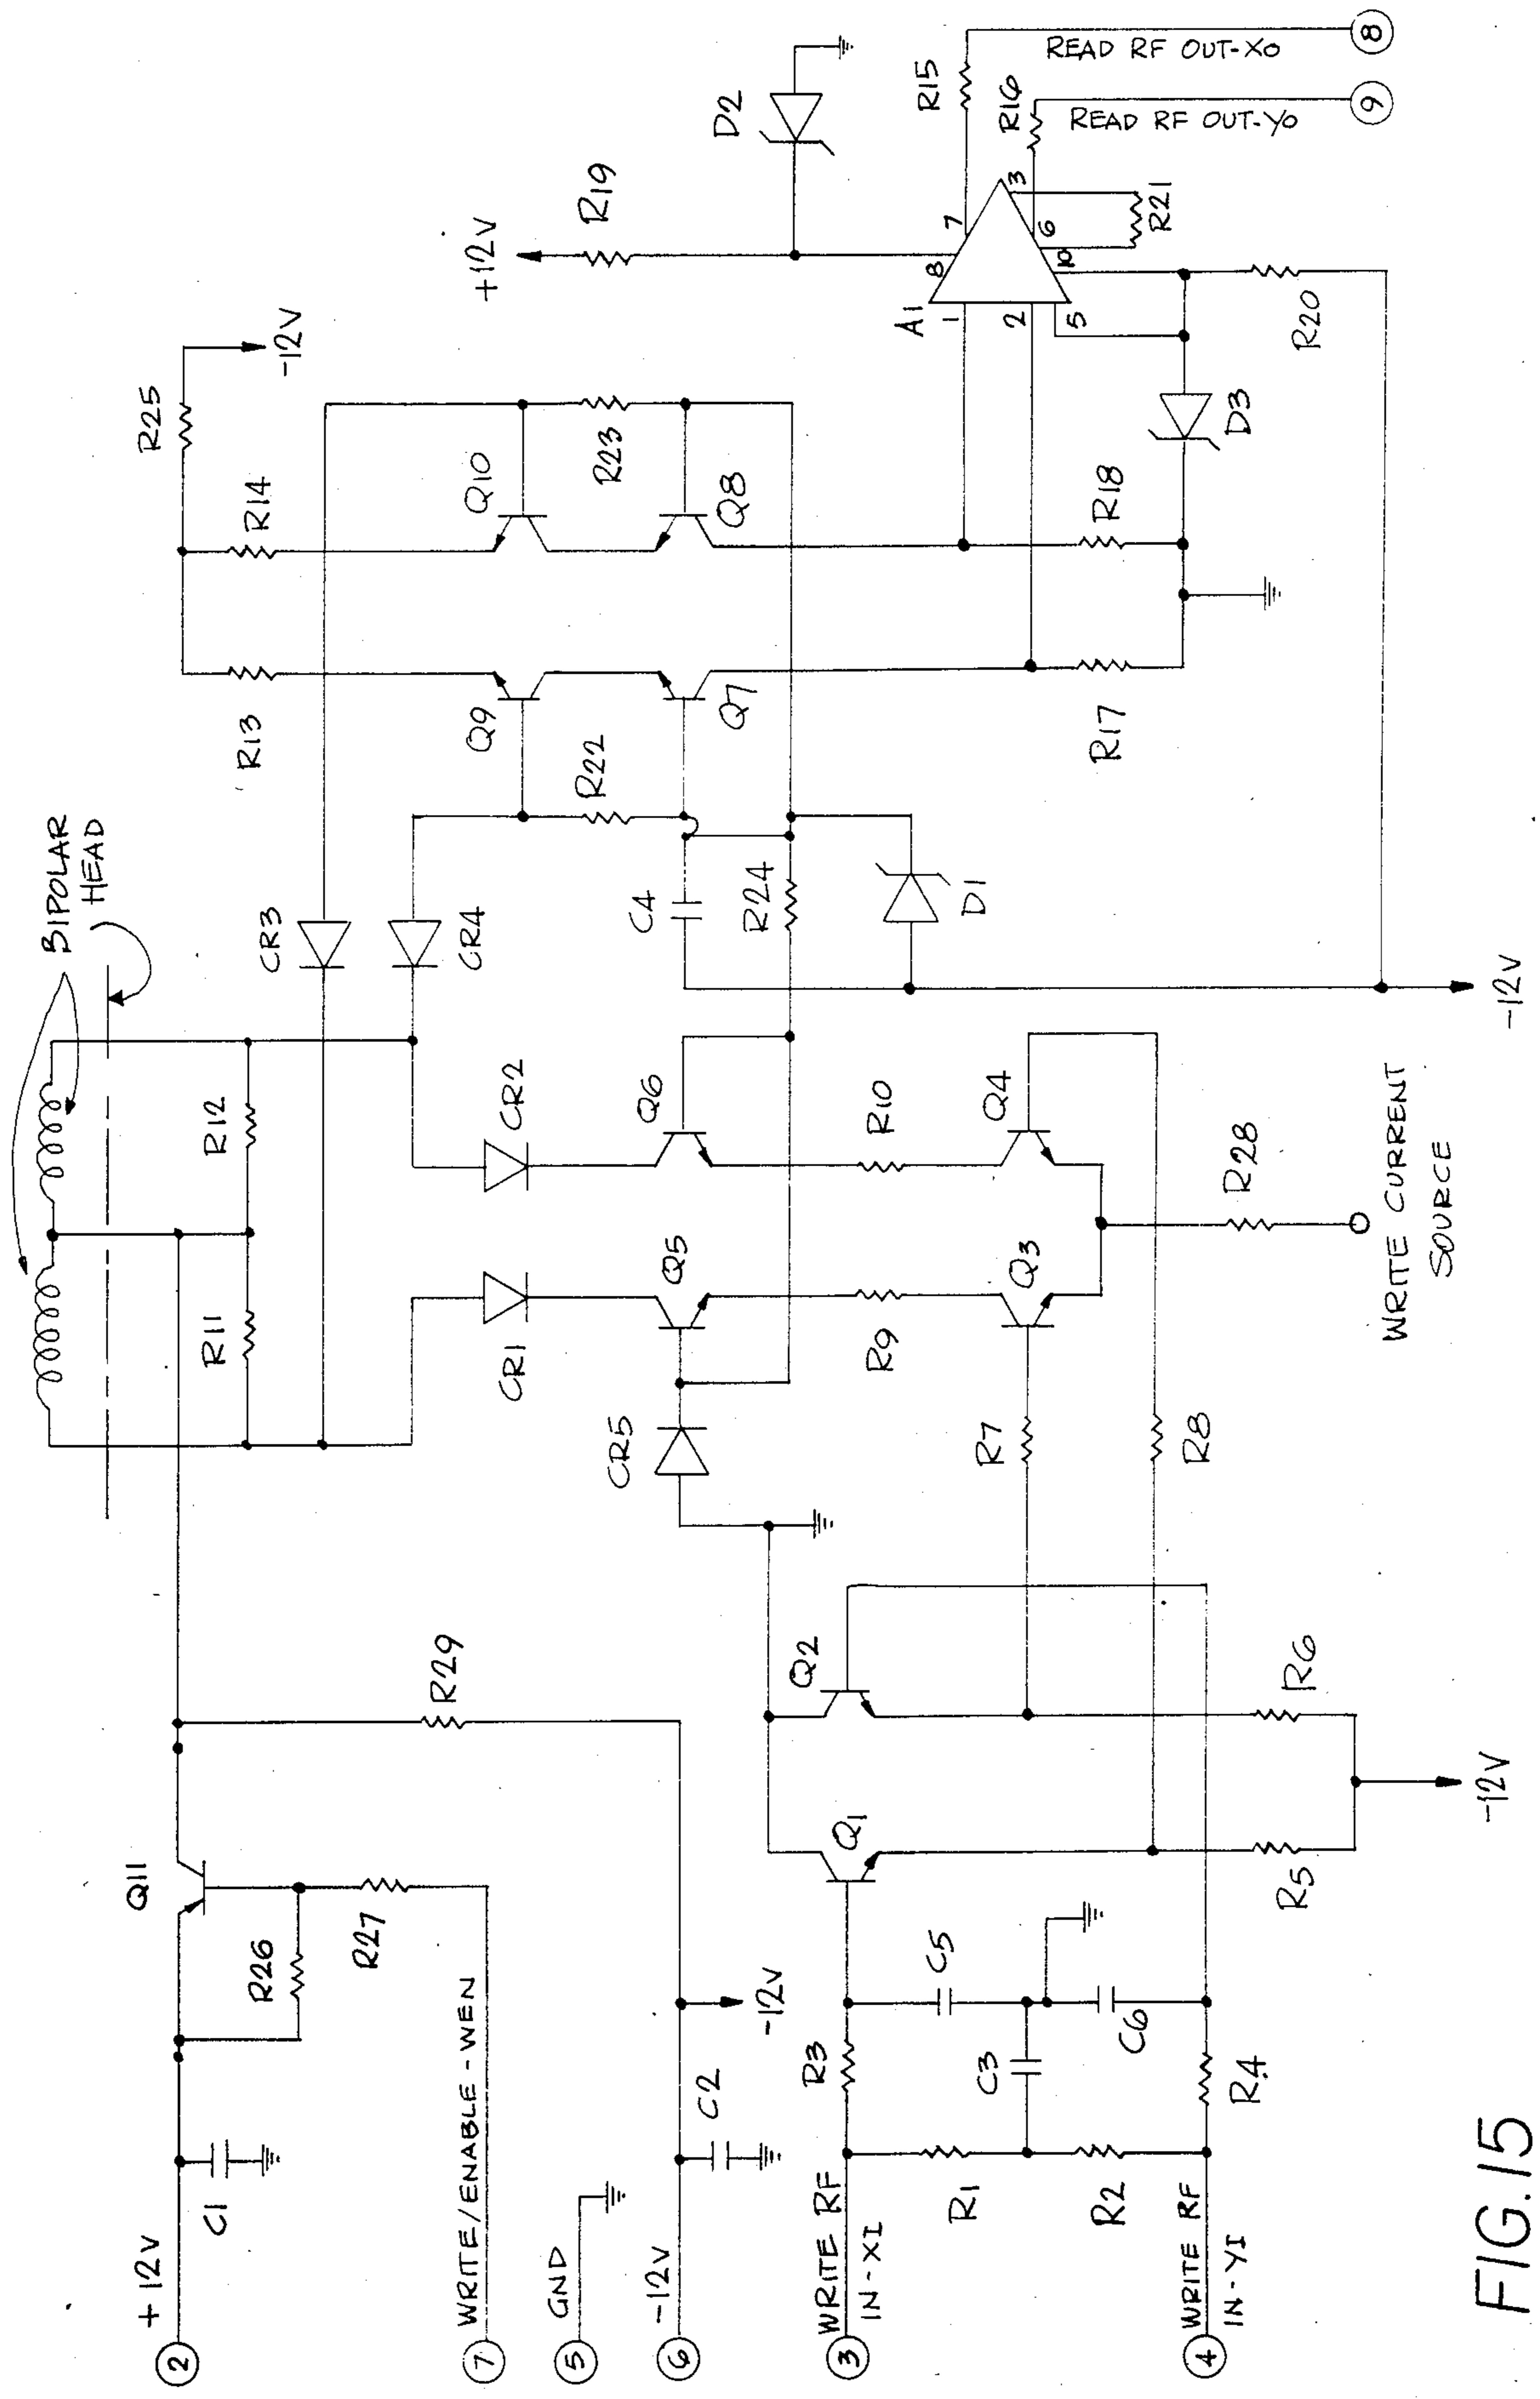 BIPOLAR
HEAD
+12V
2
C1
R26
Q11
R27
WRITE/ENABLE-WEN
7
GND
5
-12V
6
C2
-12V
R29
R11
R12
CR3
CR4
CR1
CR2
R13
R14
R25
-12V
Q9
Q10
R22
R23
Q7
Q8
C4
R24
D1
CR5
Q5
Q6
R9
R10
Q3
Q4
R7
R8
R28
WRITE CURRENT
SOURCE
-12V
R17
R18
D3
R20
+12V
R19
D2
A1
1
2
5
8
7
3
6
10
R21
R15
R16
READ RF OUT-XO
8
READ RF OUT-YO
9
WRITE RF
IN-XI
3
WRITE RF
IN-YI
4
R1
R2
R3
R4
C3
C5
C6
Q1
Q2
R5
R6
-12V
FIG.15